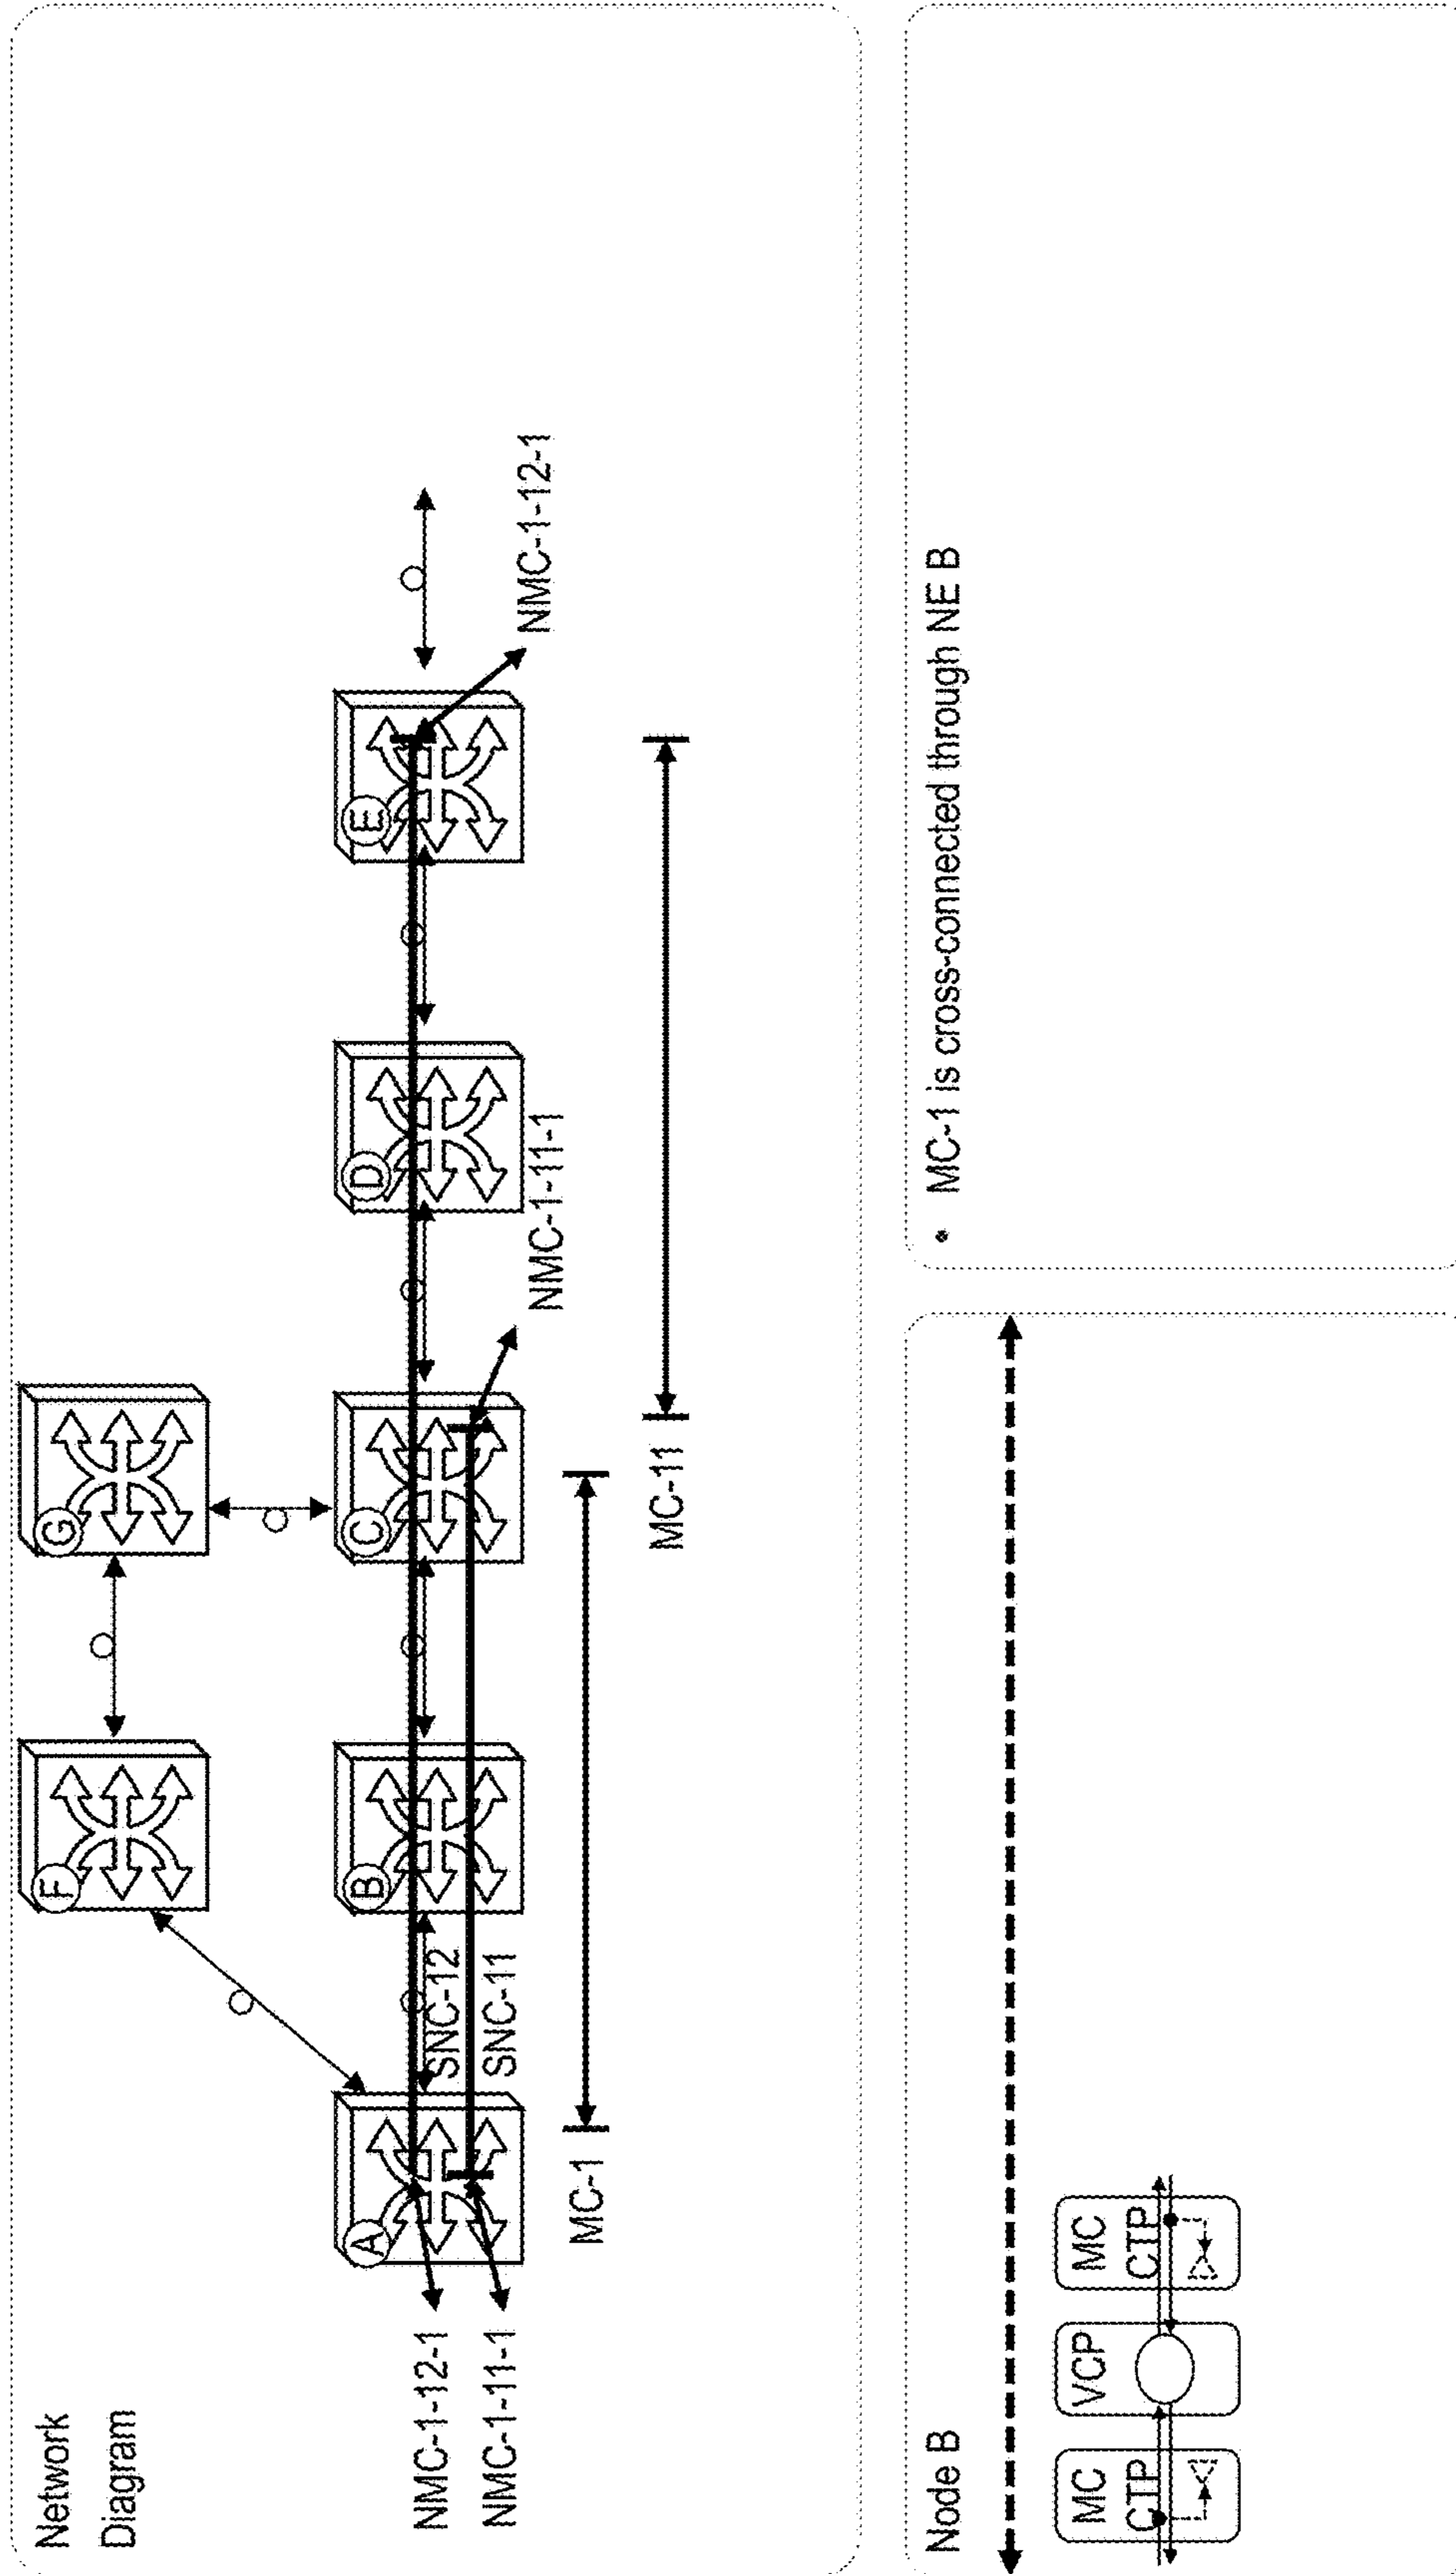 Network
Diagram
F
G
A
B
C
D
E
NMC-1-12-1
NMC-1-11-1
SNC-12
SNC-11
NMC-1-11-1
NMC-1-12-1
MC-1
MC-11
Node B
MC
CTP
VCP
MC
CTP
• MC-1 is cross-connected through NE B